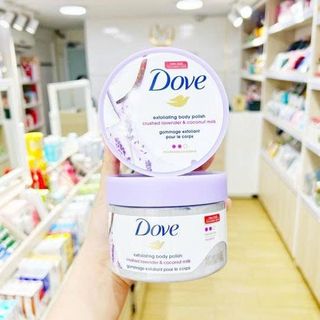 Dove
exfoliating body polish
crushed lavender & coconut milk
gommage exfoliant
pour le corps
Dove
exfoliating body polish
crushed lavender & coconut milk
gommage exfoliant pour le corps